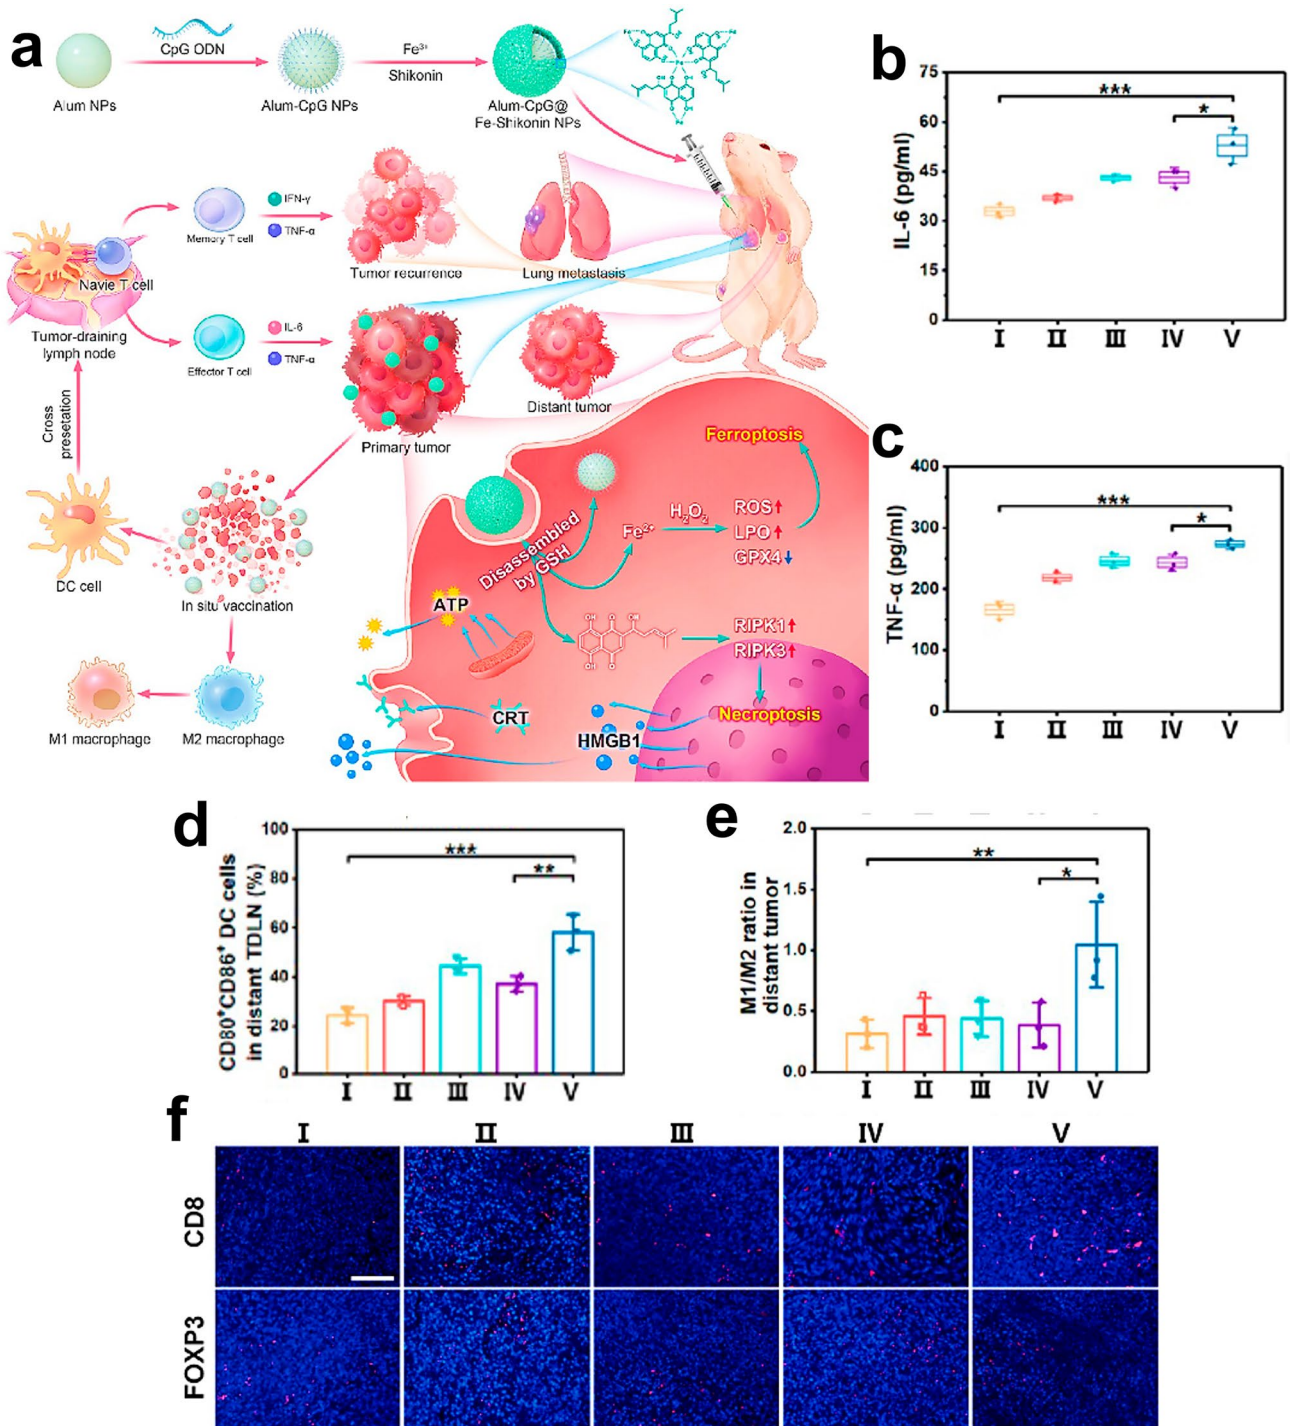 a
CpG ODN
Alum NPs
Alum-CpG NPs
Fe³⁺
Shikonin
Alum-CpG@
Fe-Shikonin NPs
Memory T cell
IFN-γ
TNF-α
Tumor recurrence
Lung metastasis
Navie T cell
Tumor-draining
lymph node
Effector T cell
IL-6
TNF-α
Primary tumor
Distant tumor
Cross
presetation
DC cell
In situ vaccination
M1 macrophage
M2 macrophage
Ferroptosis
Disassembled
by GSH
Fe²⁺
H₂O₂
ROS
LPO
GPX4
ATP
RIPK1
RIPK3
Necroptosis
CRT
HMGB1
b
IL-6 (pg/ml)
75
60
45
30
15
0
***
*
I II III IV V
c
TNF-α (pg/ml)
400
300
200
100
0
***
*
I II III IV V
d
CD80⁺CD86⁺ DC cells
in distant TDLN (%)
100
80
60
40
20
0
***
**
I II III IV V
e
M1/M2 ratio in
distant tumor
2.0
1.5
1.0
0.5
0.0
**
*
I II III IV V
f
I II III IV V
CD8
FOXP3